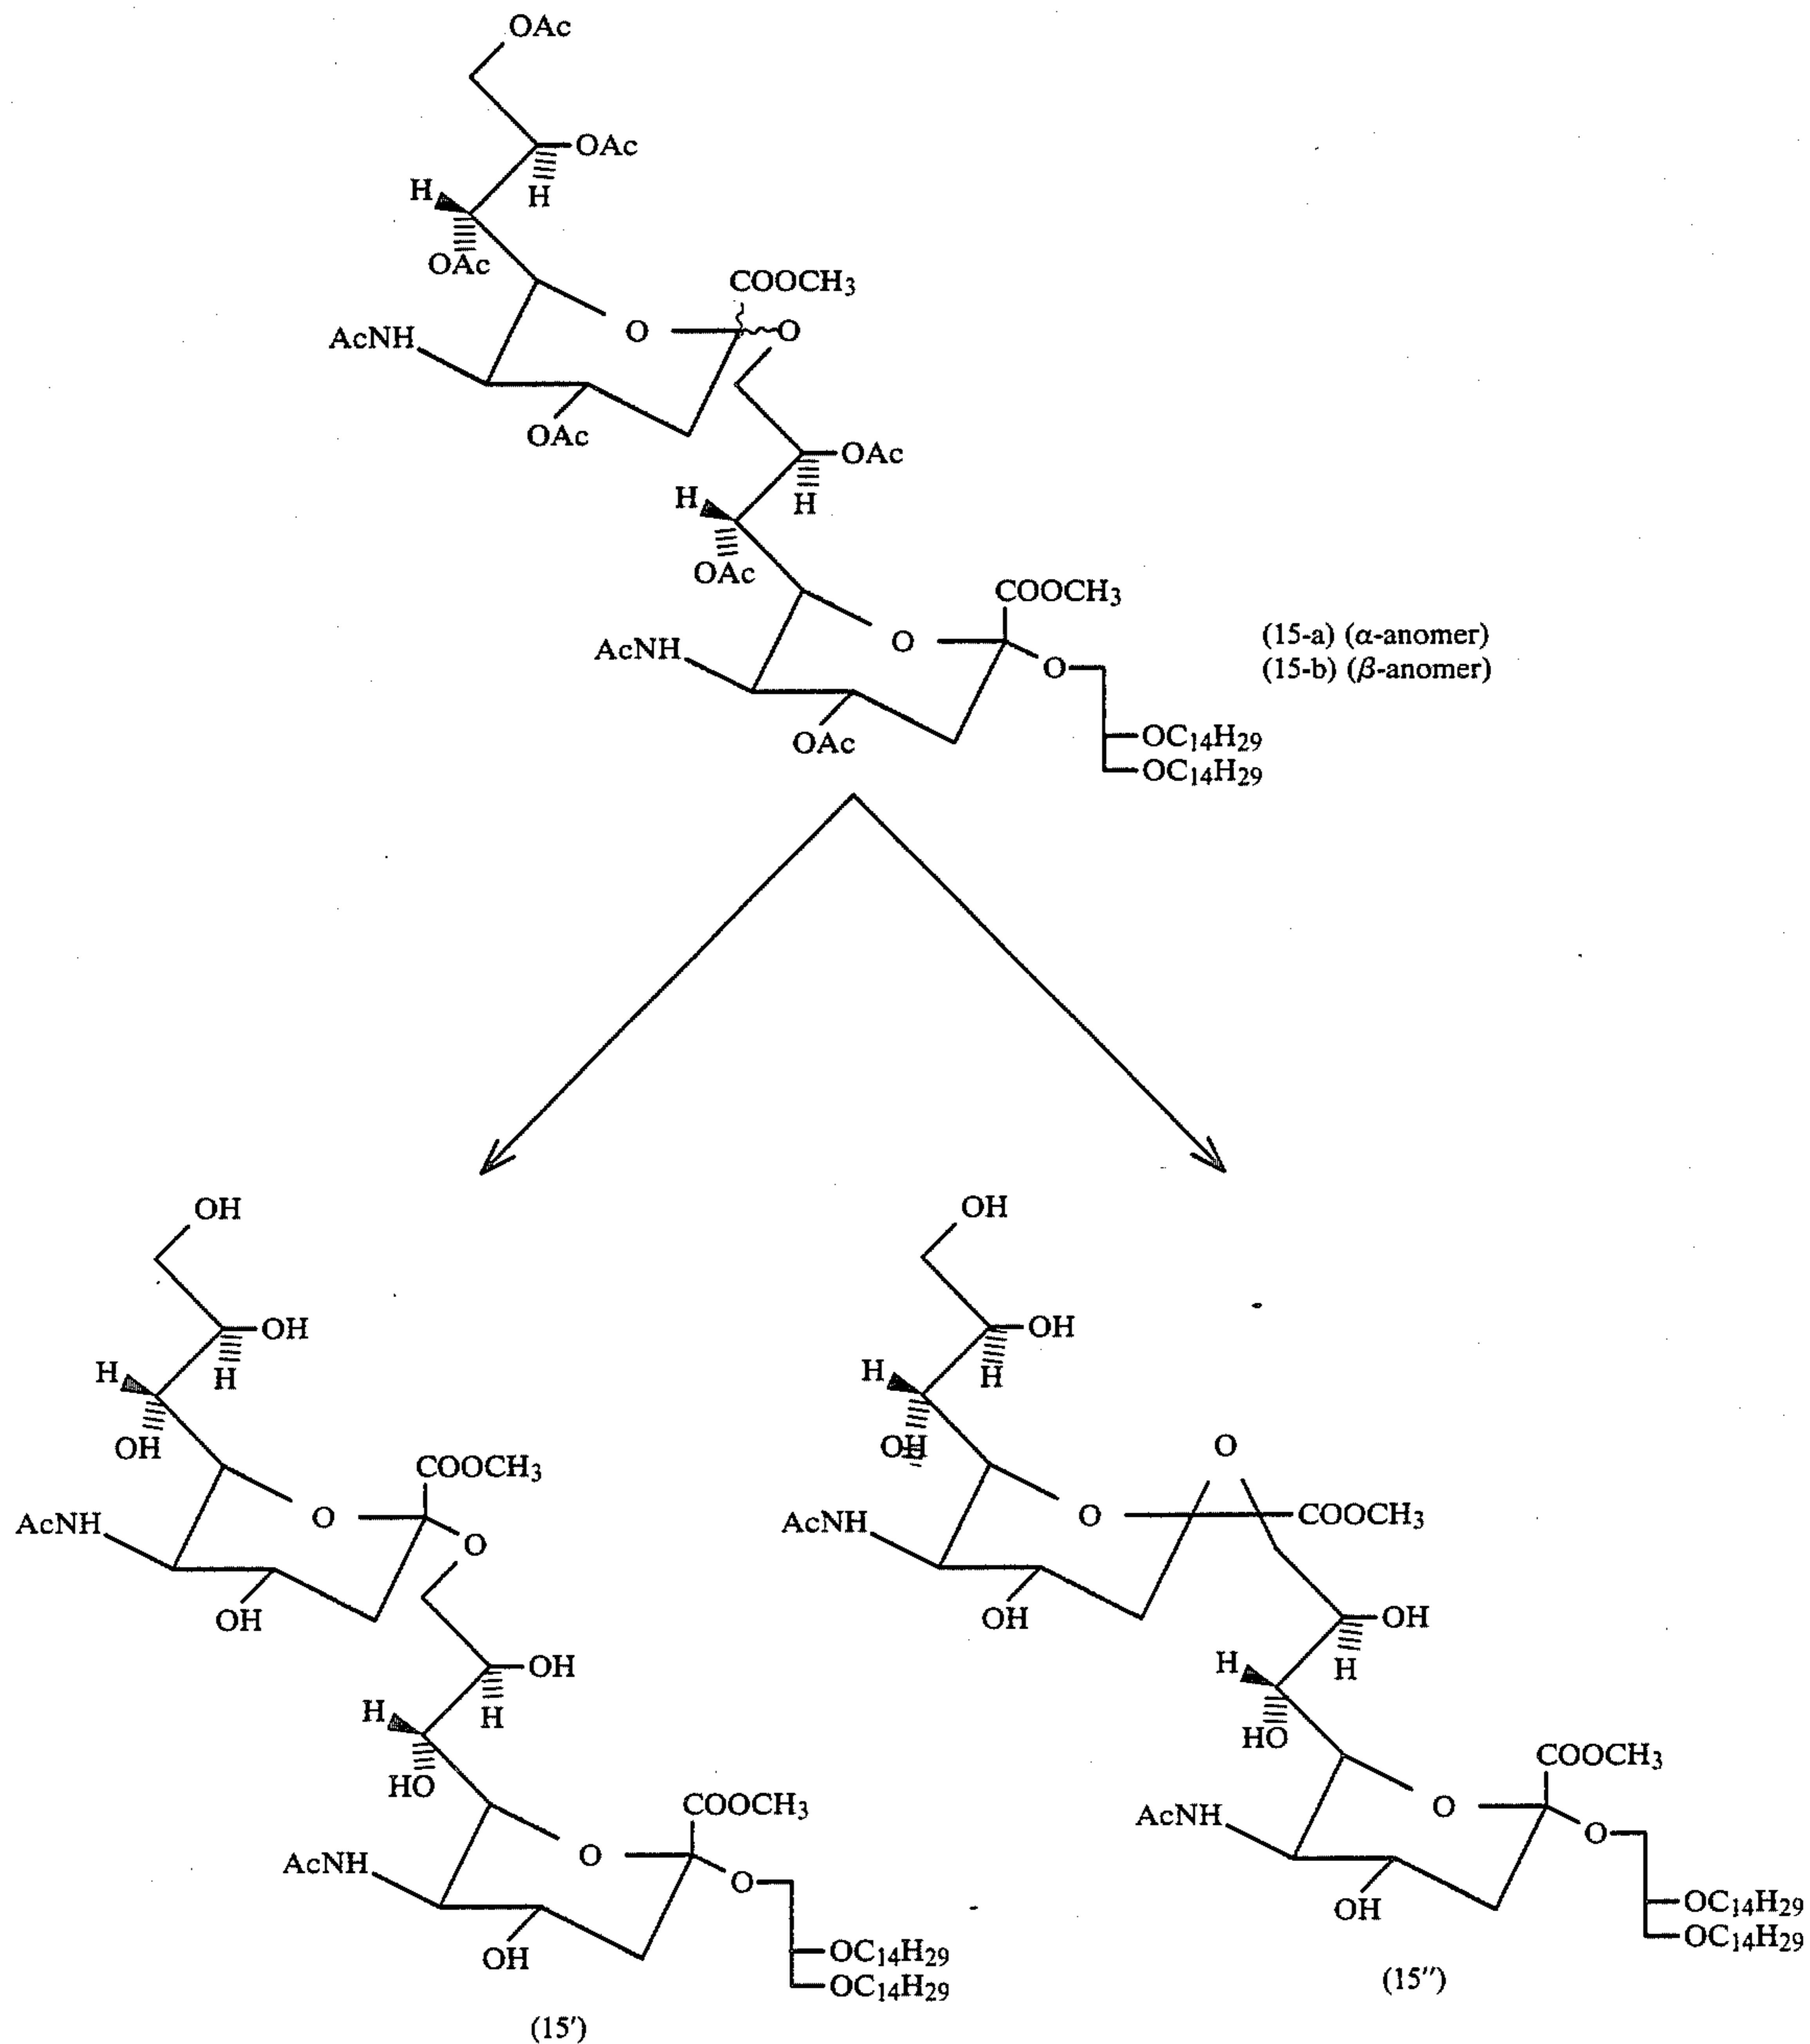 OAc
OAc
H
H
OAc
COOCH3
O
O
AcNH
OAc
OAc
H
H
OAc
COOCH3
(15-a) (α-anomer)
O
AcNH
O
(15-b) (β-anomer)
OAc
OC14H29
OC14H29
OH
OH
H
H
OH
COOCH3
O
AcNH
O
OH
OH
H
H
HO
COOCH3
O
AcNH
O
OH
OC14H29
OC14H29
(15′)
OH
OH
H
H
OH
O
O
COOCH3
AcNH
OH
OH
H
H
HO
COOCH3
O
AcNH
O
OH
OC14H29
OC14H29
(15″)